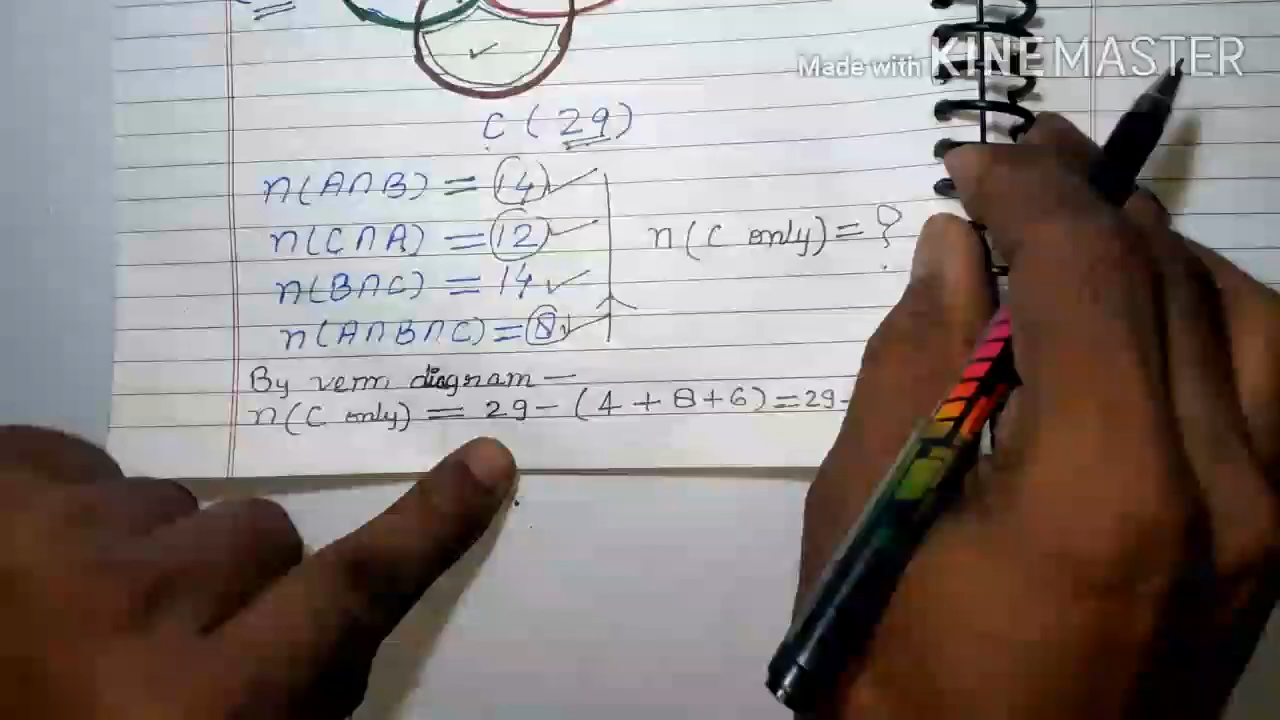 Made with KINEMASTER
C (29)
n(A∩B) = 14 ✓
n(C∩A) = 12 ✓
n(B∩C) = 14 ✓
n(A∩B∩C) = 8 ✓
n(C only) = ?
By venn diagram —
n(C only) = 29 - (4 + 8 + 6) = 29 -